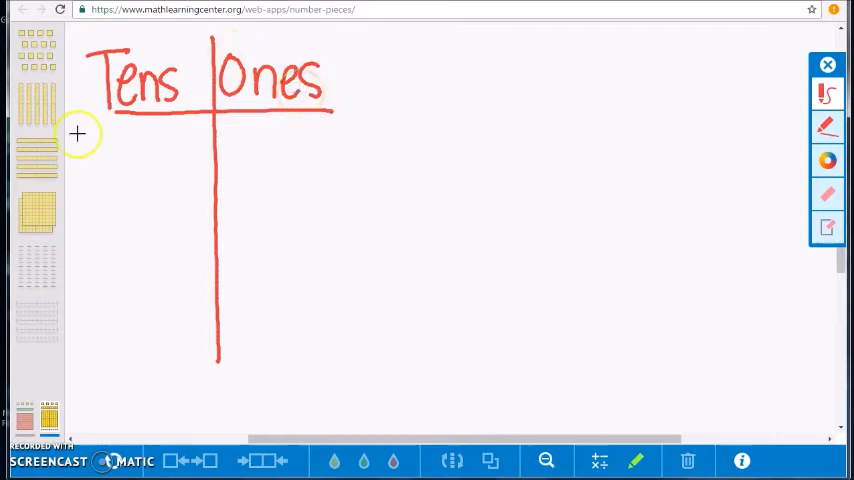 https://www.mathlearningcenter.org/web-apps/number-pieces/
Tens Ones
RECORDED WITH
SCREENCAST MATIC